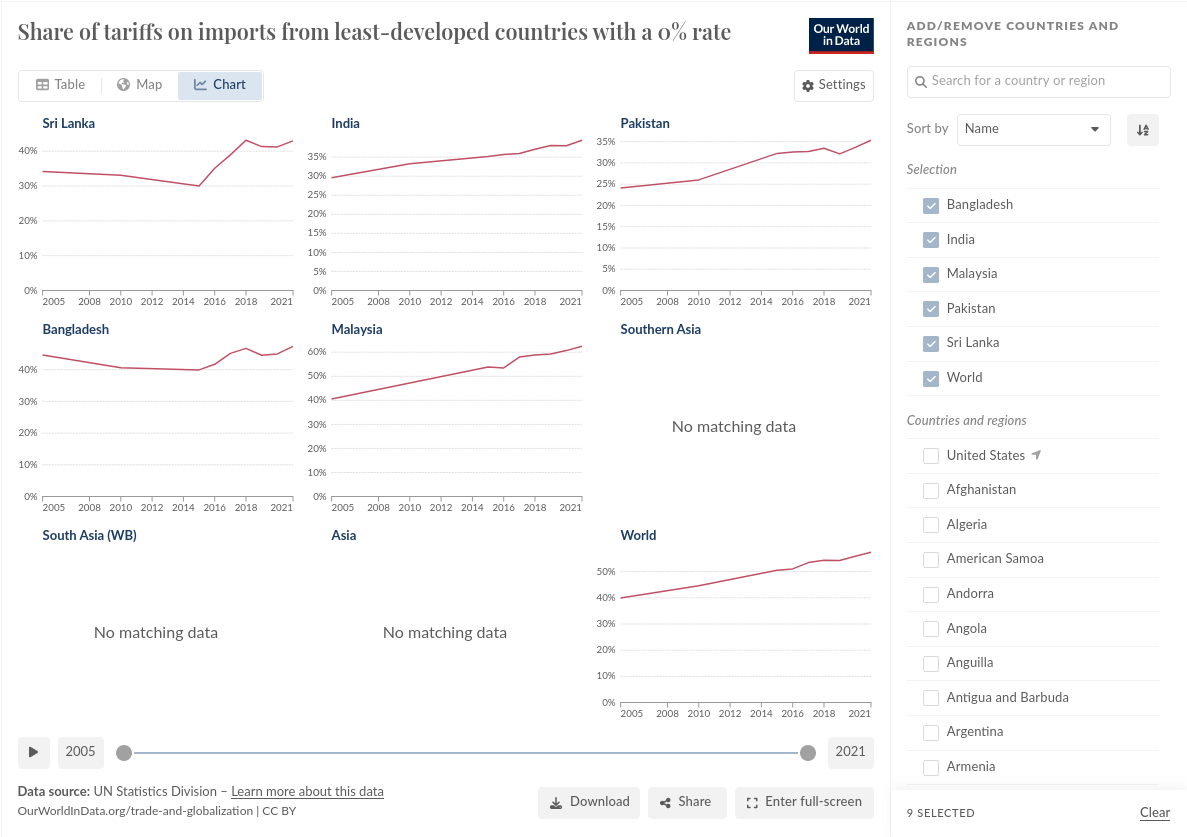 Share of tariffs on imports from least-developed countries with a 0% rate
Our World
in Data
Table
Map
Chart
Settings
Sri Lanka
40%
30%
20%
10%
0%
2005 2008 2010 2012 2014 2016 2018 2021
India
35%
30%
25%
20%
15%
10%
5%
0%
2005 2008 2010 2012 2014 2016 2018 2021
Pakistan
35%
30%
25%
20%
15%
10%
5%
0%
2005 2008 2010 2012 2014 2016 2018 2021
Bangladesh
40%
30%
20%
10%
0%
2005 2008 2010 2012 2014 2016 2018 2021
Malaysia
60%
50%
40%
30%
20%
10%
0%
2005 2008 2010 2012 2014 2016 2018 2021
Southern Asia
No matching data
South Asia (WB)
No matching data
Asia
No matching data
World
50%
40%
30%
20%
10%
0%
2005 2008 2010 2012 2014 2016 2018 2021
2005
2021
Data source: UN Statistics Division – Learn more about this data
OurWorldInData.org/trade-and-globalization | CC BY
Download
Share
Enter full-screen
ADD/REMOVE COUNTRIES AND
REGIONS
Search for a country or region
Sort by
Name
Selection
Bangladesh
India
Malaysia
Pakistan
Sri Lanka
World
Countries and regions
United States
Afghanistan
Algeria
American Samoa
Andorra
Angola
Anguilla
Antigua and Barbuda
Argentina
Armenia
9 SELECTED
Clear